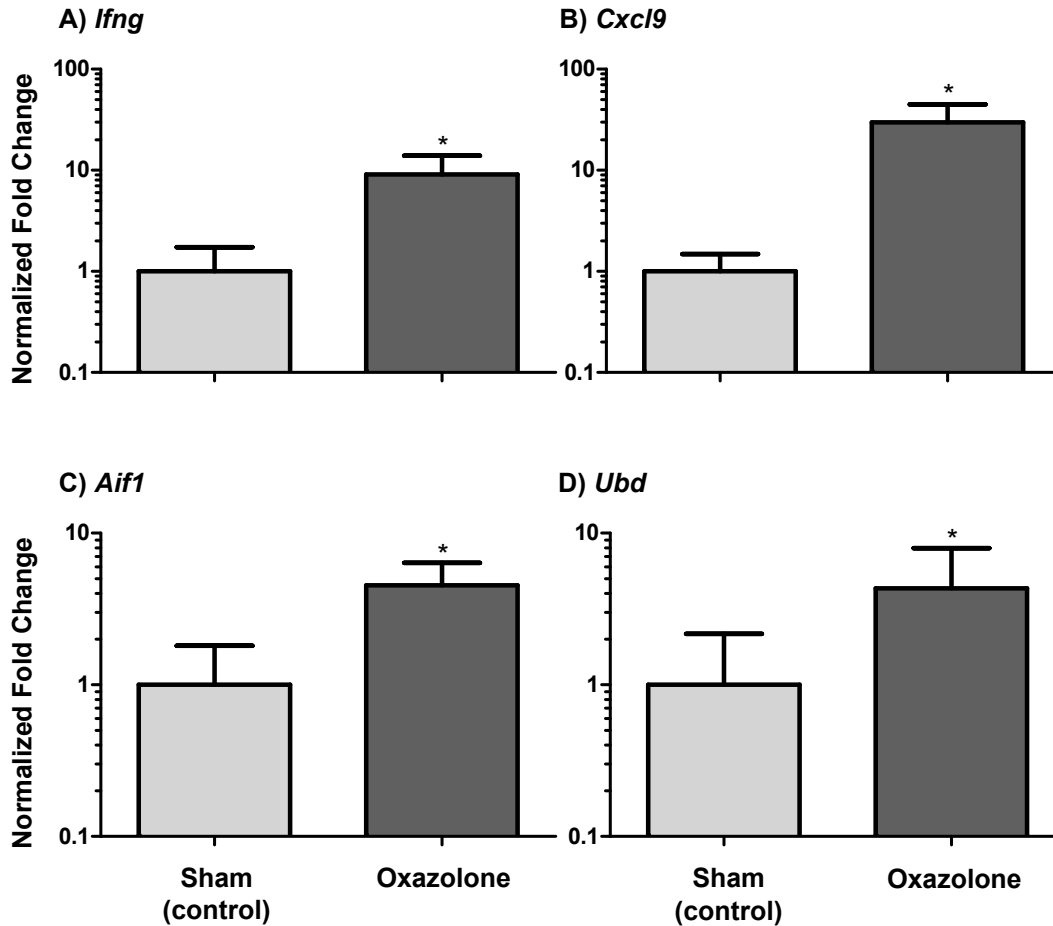 A) Ifng
B) Cxcl9
Normalized Fold Change
100
10
1
0.1
*
100
10
1
0.1
*
C) Aif1
D) Ubd
Normalized Fold Change
10
1
0.1
*
10
1
0.1
*
Sham
(control)
Oxazolone
Sham
(control)
Oxazolone